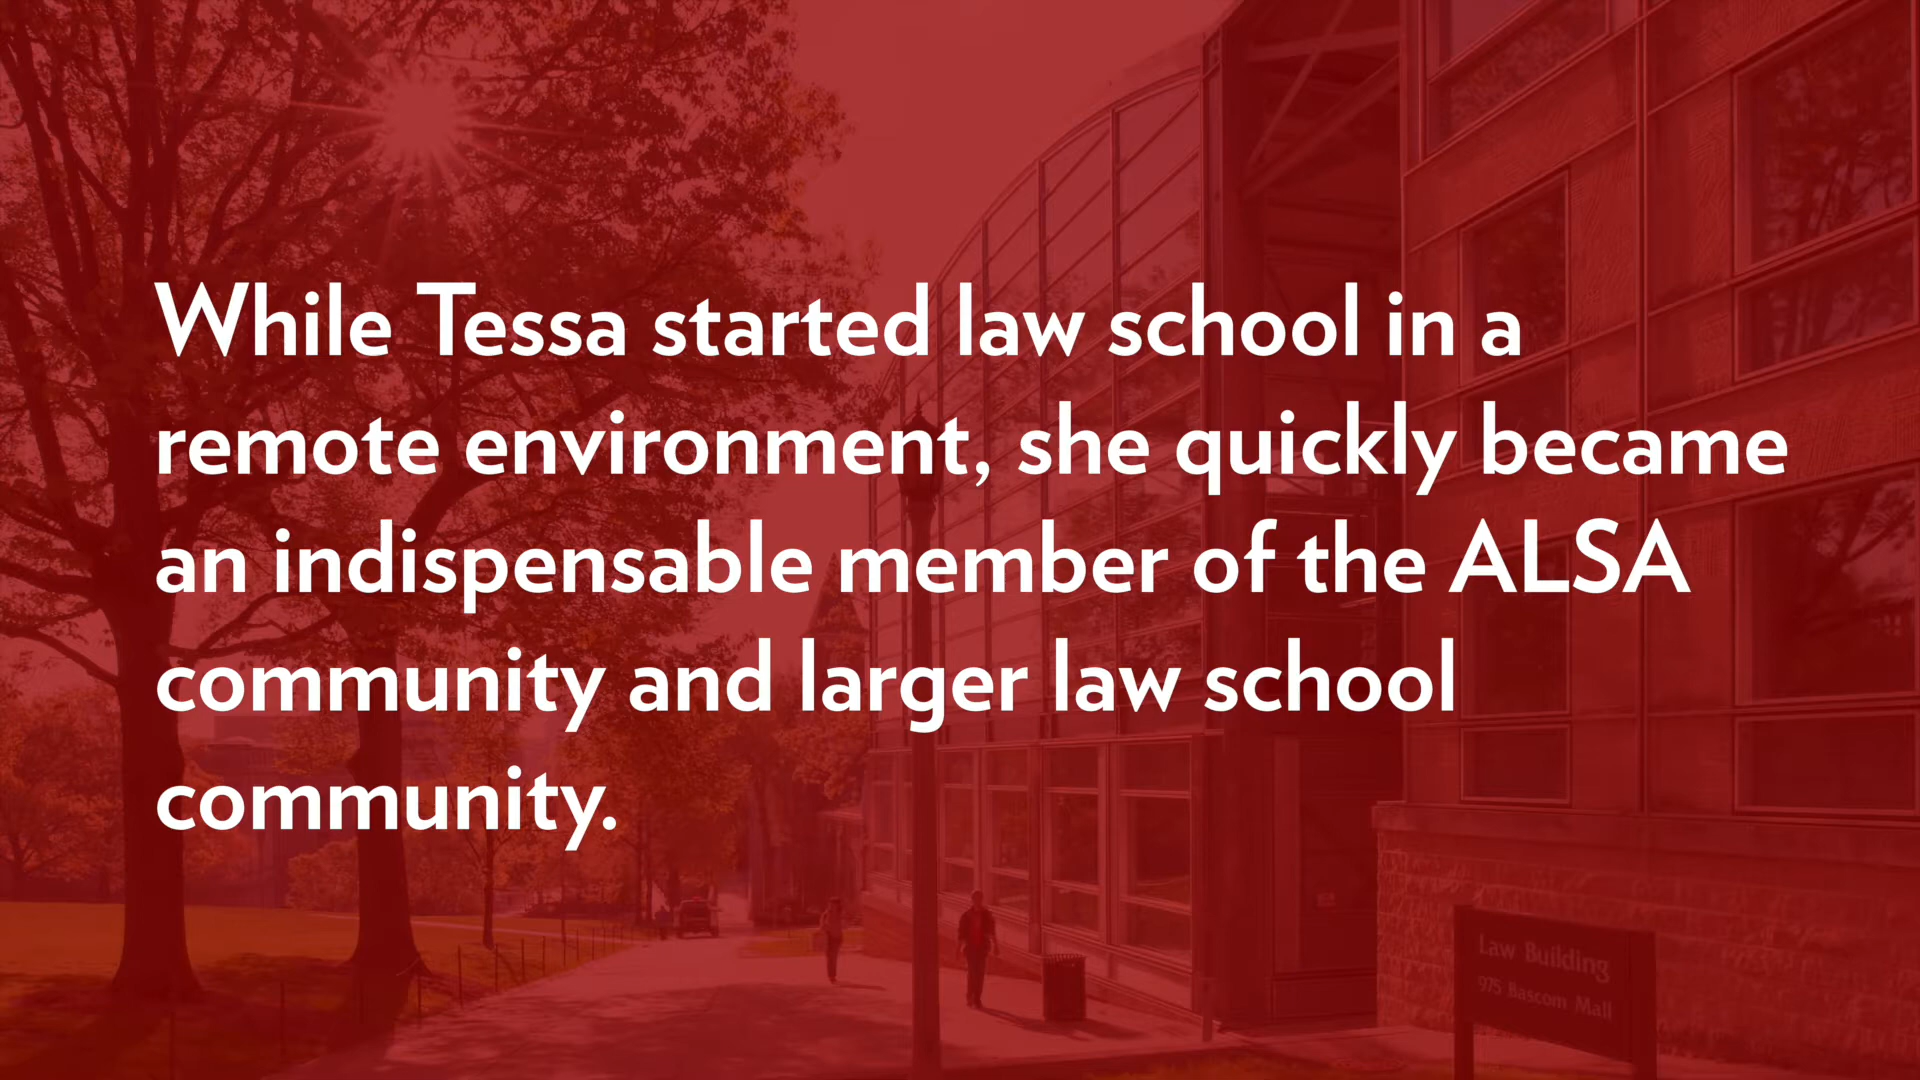 While Tessa started law school in a
remote environment, she quickly became
an indispensable member of the ALSA
community and larger law school
community.
Law Building
975 Bascom Mall